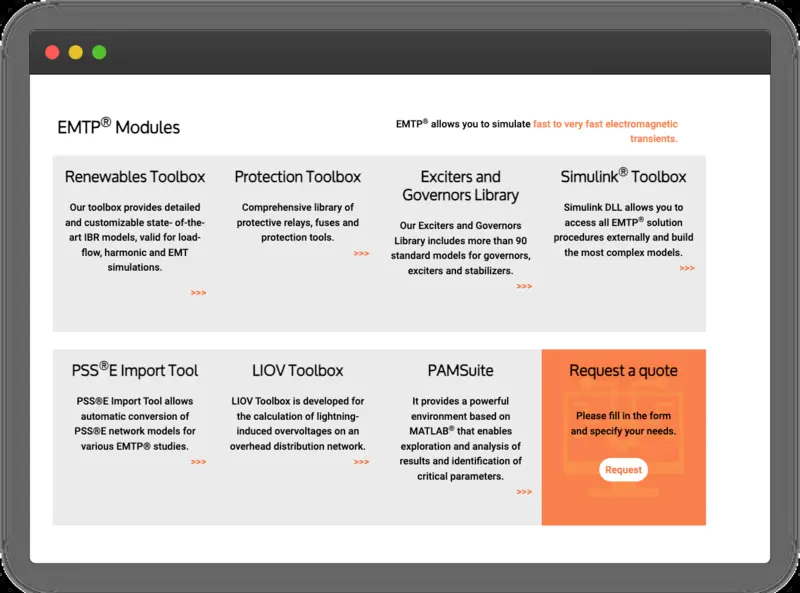 EMTP® Modules
EMTP® allows you to simulate fast to very fast electromagnetic
transients.
Renewables Toolbox
Our toolbox provides detailed
and customizable state- of-the-
art IBR models, valid for load-
flow, harmonic and EMT
simulations.
>>>
Protection Toolbox
Comprehensive library of
protective relays, fuses and
protection tools.
>>>
Exciters and
Governors Library
Our Exciters and Governors
Library includes more than 90
standard models for governors,
exciters and stabilizers.
>>>
Simulink® Toolbox
Simulink DLL allows you to
access all EMTP® solution
procedures externally and build
the most complex models.
>>>
PSS®E Import Tool
PSS®E Import Tool allows
automatic conversion of
PSS®E network models for
various EMTP® studies.
>>>
LIOV Toolbox
LIOV Toolbox is developed for
the calculation of lightning-
induced overvoltages on an
overhead distribution network.
>>>
PAMSuite
It provides a powerful
environment based on
MATLAB® that enables
exploration and analysis of
results and identification of
critical parameters.
>>>
Request a quote
Please fill in the form
and specify your needs.
Request